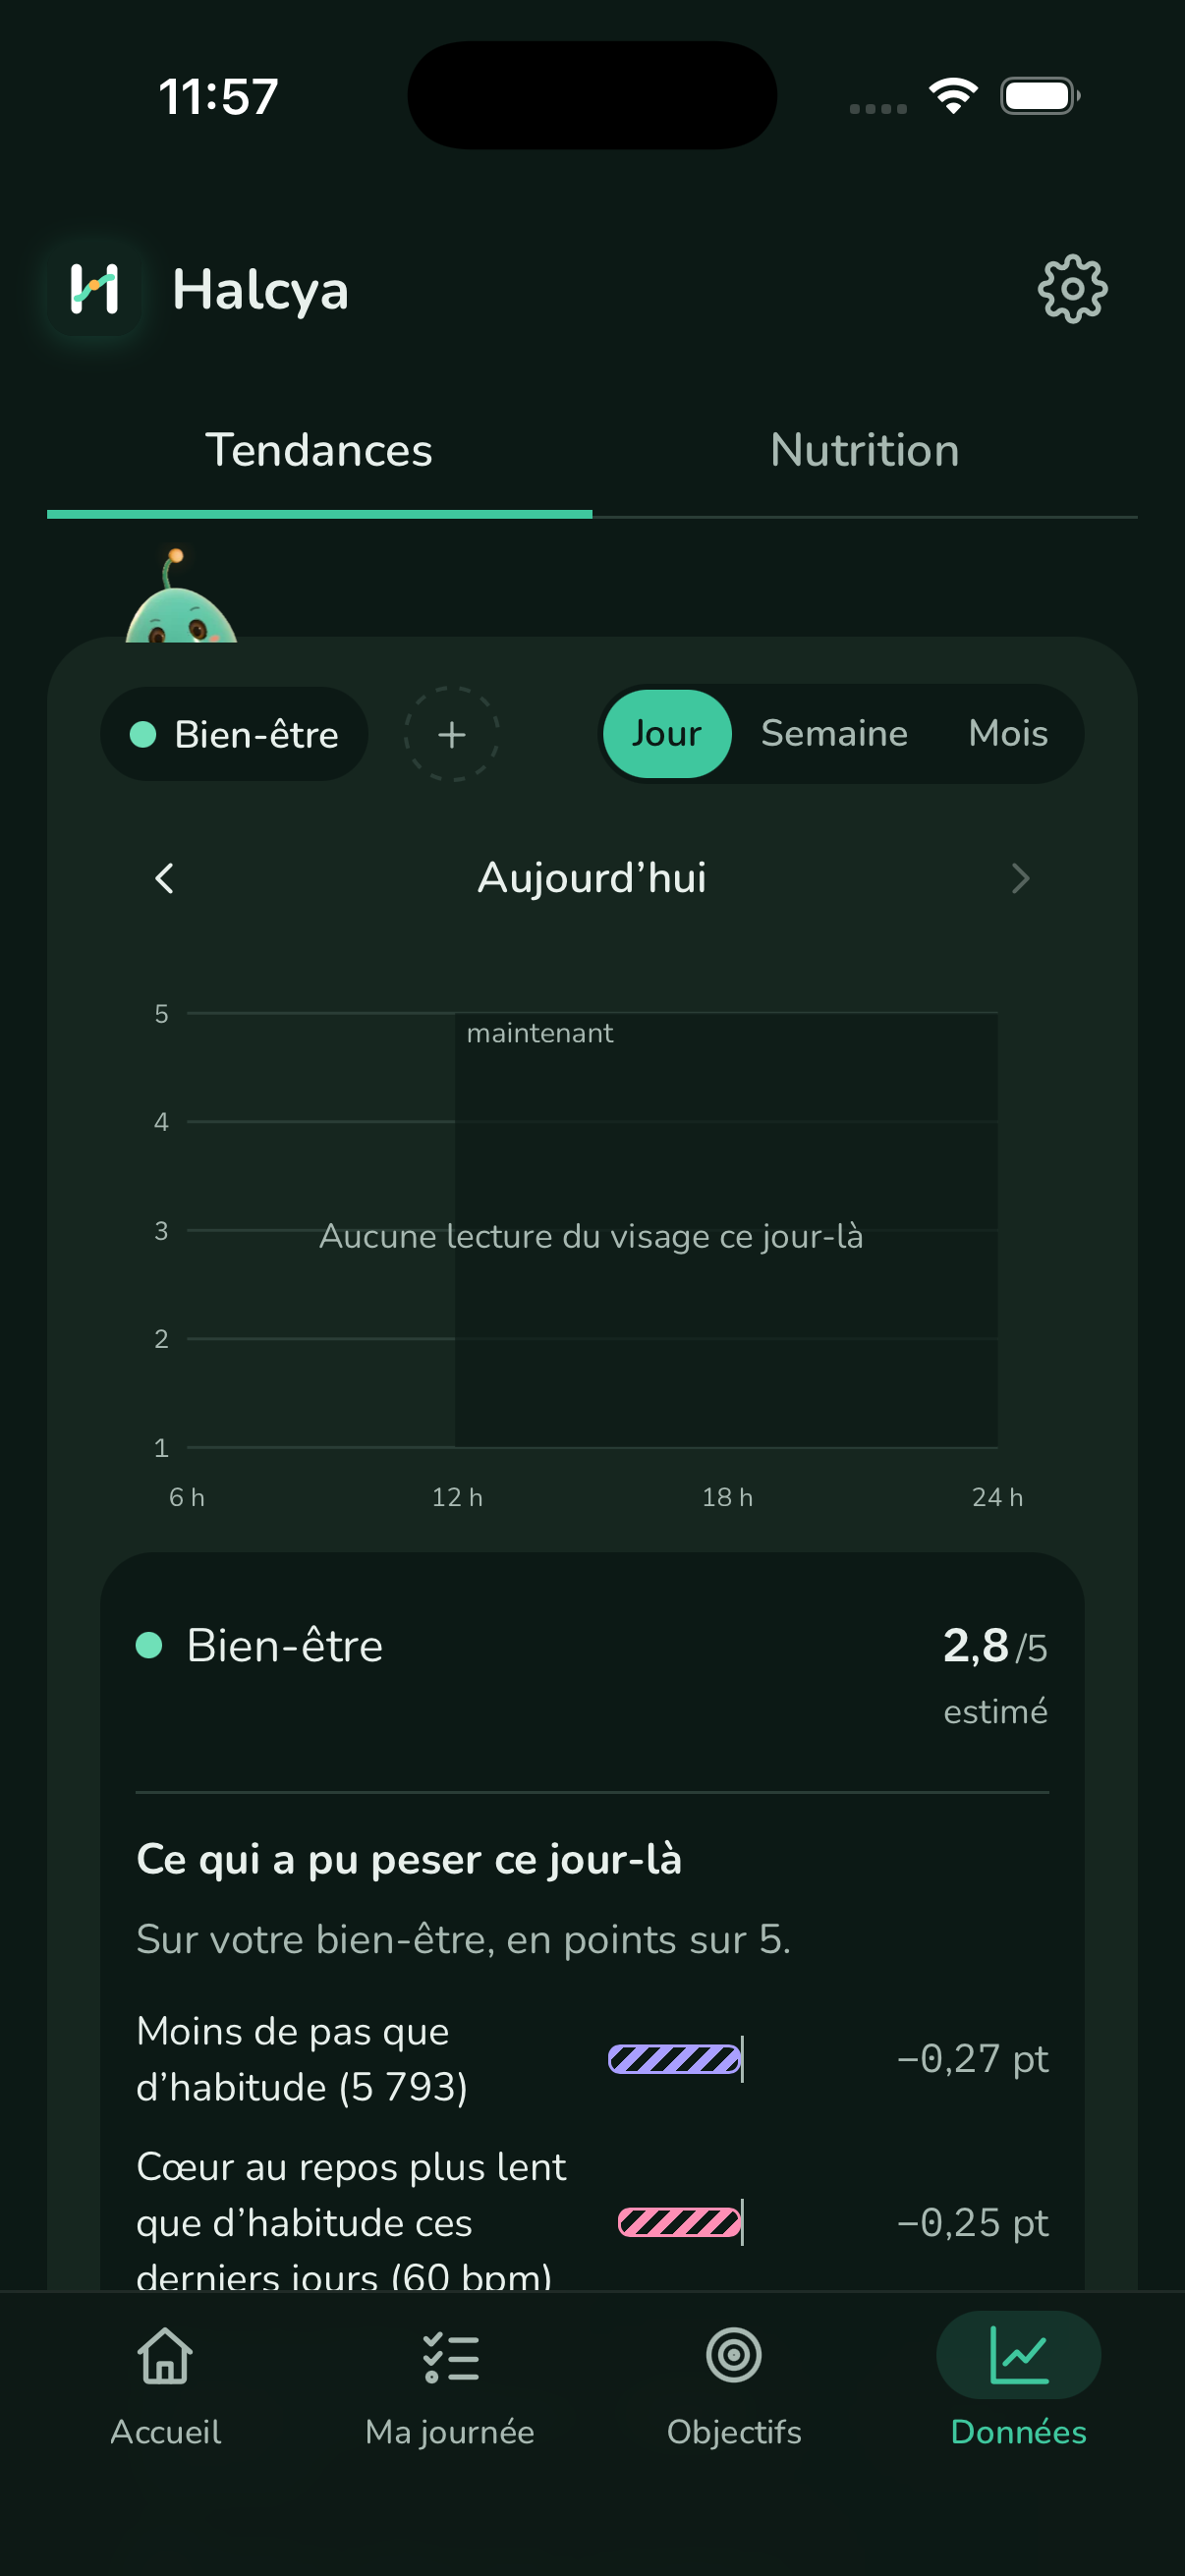 11:57
Halcya
Tendances
Nutrition
Bien-être
Jour
Semaine
Mois
Aujourd’hui
5
maintenant
4
3
Aucune lecture du visage ce jour-là
2
1
6 h
12 h
18 h
24 h
Bien-être
2,8 /5
estimé
Ce qui a pu peser ce jour-là
Sur votre bien-être, en points sur 5.
Moins de pas que
d’habitude (5 793)
−0,27 pt
Cœur au repos plus lent
que d’habitude ces
derniers jours (60 bpm)
−0,25 pt
Accueil
Ma journée
Objectifs
Données